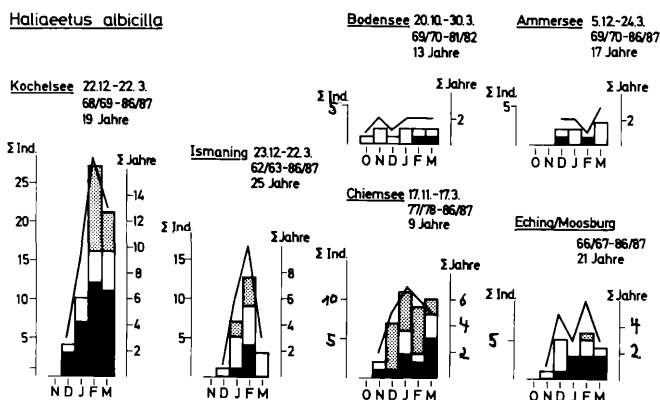 Haliaeetus albicilla
Kochelsee 22.12.-22. 3.
68/69-86/87
19 Jahre
Σ Ind.
Σ Jahre
25
20
15
10
5
14
12
10
8
6
4
2
N D J F M
Ismaning 23.12-22.3.
62/63-86/87
25 Jahre
Σ Ind
Σ Jahre
15
10
5
8
6
4
2
N D J F M
Bodensee 20.10.-30.3.
69/70-81/82
13 Jahre
Σ Ind.
Σ Jahre
5
2
O N D J F M
Ammersee 5.12-24.3.
69/70-86/87
17 Jahre
Σ Ind.
Σ Jahre
5
2
O N D J F M
Chiemsee 17.11.-17.3.
77/78-86/87
9 Jahre
Σ Ind.
Σ Jahre
10
5
6
4
2
O N D J F M
Eching/Moosburg
66/67-86/87
21 Jahre
Σ Ind
Σ Jahre
5
4
2
O N D J F M